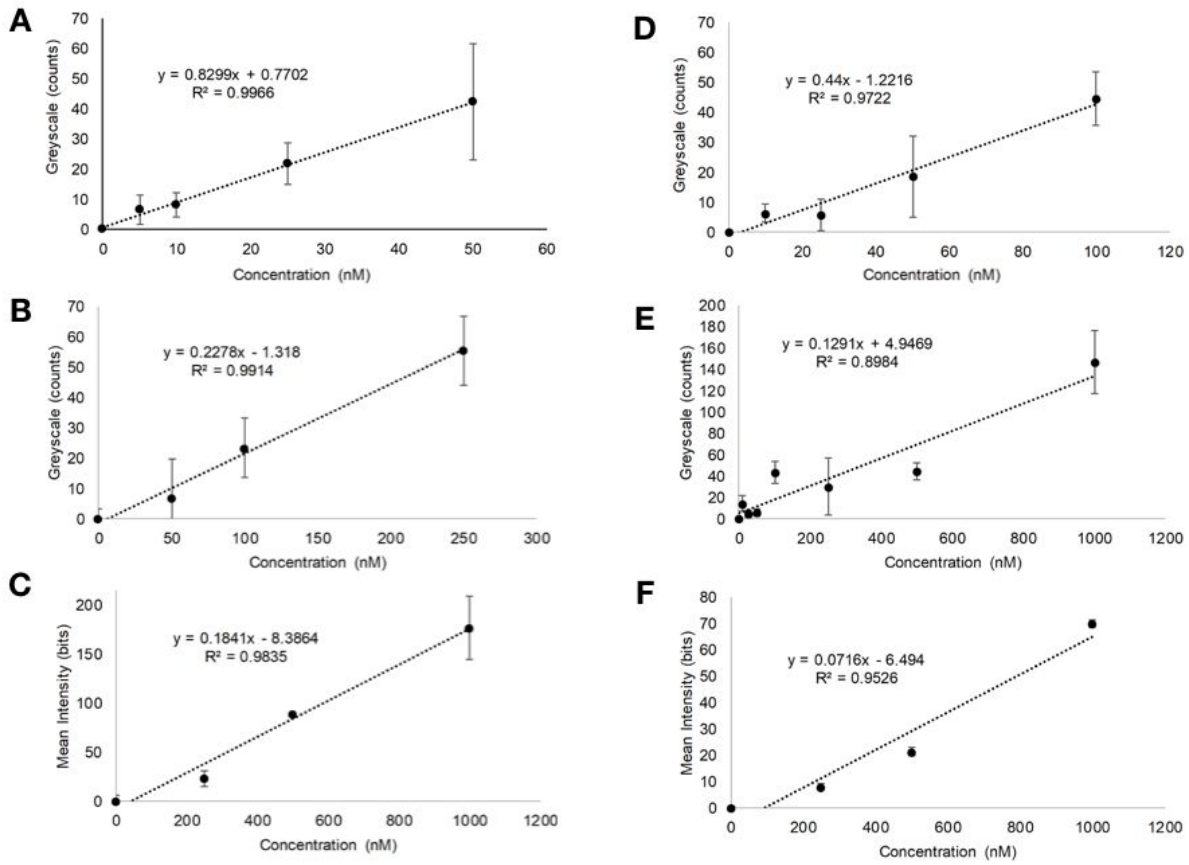 A
Greyscale (counts)
70
60
50
40
30
20
10
0
y = 0.8299x + 0.7702
R² = 0.9966
0 10 20 30 40 50 60
Concentration (nM)
B
Greyscale (counts)
70
60
50
40
30
20
10
0
y = 0.2278x - 1.318
R² = 0.9914
0 50 100 150 200 250 300
Concentration (nM)
C
Mean Intensity (bits)
200
150
100
50
0
y = 0.1841x - 8.3864
R² = 0.9835
0 200 400 600 800 1000 1200
Concentration (nM)
D
Greyscale (counts)
70
60
50
40
30
20
10
0
y = 0.44x - 1.2216
R² = 0.9722
0 20 40 60 80 100 120
Concentration (nM)
E
Greyscale (counts)
200
180
160
140
120
100
80
60
40
20
0
y = 0.1291x + 4.9469
R² = 0.8984
0 200 400 600 800 1000 1200
Concentration (nM)
F
Mean Intensity (bits)
80
70
60
50
40
30
20
10
0
y = 0.0716x - 6.494
R² = 0.9526
0 200 400 600 800 1000 1200
Concentration (nM)